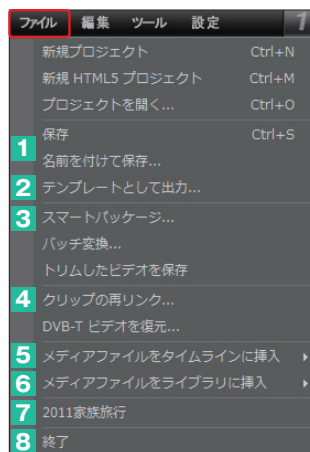 ファイル 編集 ツール 設定 1
新規プロジェクト Ctrl+N
新規 HTML5 プロジェクト Ctrl+M
プロジェクトを開く... Ctrl+O
保存 Ctrl+S
1
名前を付けて保存...
2 テンプレートとして出力...
3 スマートパッケージ...
バッチ変換...
トリムしたビデオを保存
4 クリップの再リンク...
DVB-T ビデオを復元...
5 メディアファイルをタイムラインに挿入
6 メディアファイルをライブラリに挿入
7 2011家族旅行
8 終了